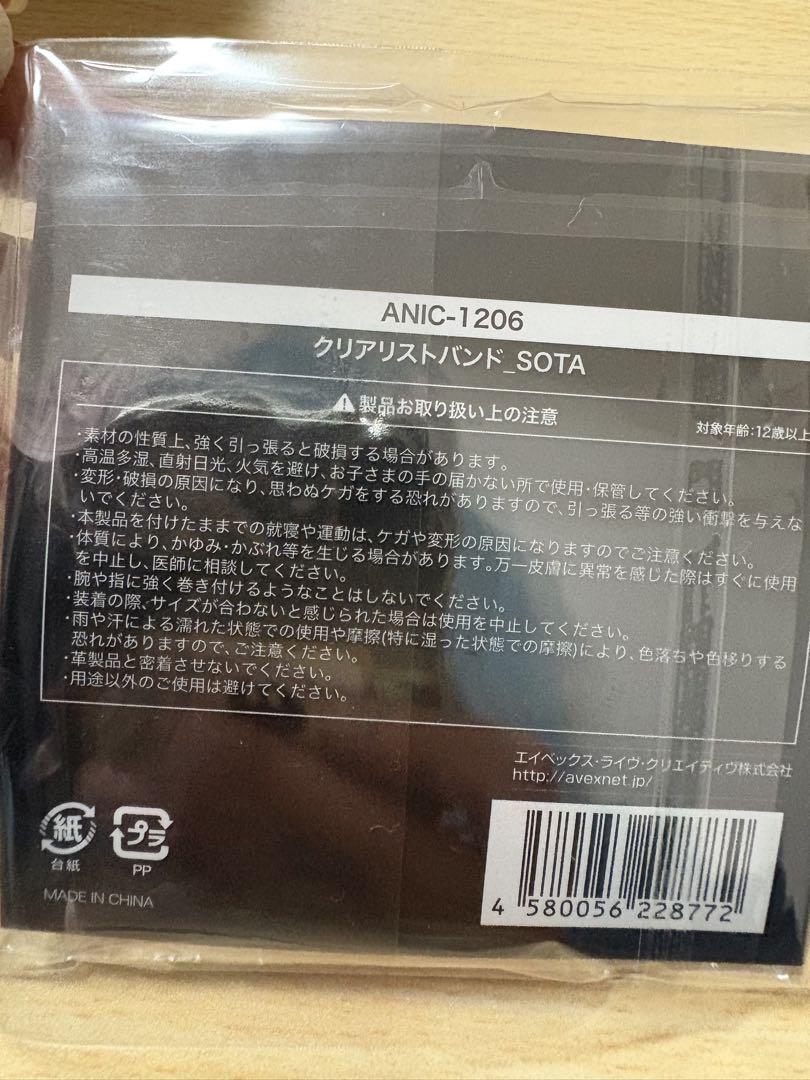 ANIC-1206
クリアリストバンド_SOTA
⚠製品お取り扱い上の注意
対象年齢:12歳以上
・素材の性質上、強く引っ張ると破損する場合があります。
・高温多湿、直射日光、火気を避け、お子さまの手の届かない所で使用・保管してください。
・変形・破損の原因になり、思わぬケガをする恐れがありますので、引っ張る等の強い衝撃を与えな
いでください。
・本製品を付けたままでの就寝や運動は、ケガや変形の原因になりますのでご注意ください。
・体質により、かゆみ・かぶれ等を生じる場合があります。万一皮膚に異常を感じた際はすぐに使用
を中止し、医師に相談してください。
・腕や指に強く巻き付けるようなことはしないでください。
・装着の際、サイズが合わないと感じられた場合は使用を中止してください。
・雨や汗による濡れた状態での使用や摩擦(特に湿った状態での摩擦)により、色落ちや色移りする
恐れがありますので、ご注意ください。
・革製品と密着させないでください。
・用途以外のご使用は避けてください。
エイベックス・ライヴ・クリエイティヴ株式会社
http://avexnet.jp/
紙
台紙
プラ
PP
MADE IN CHINA
4 580056 228772